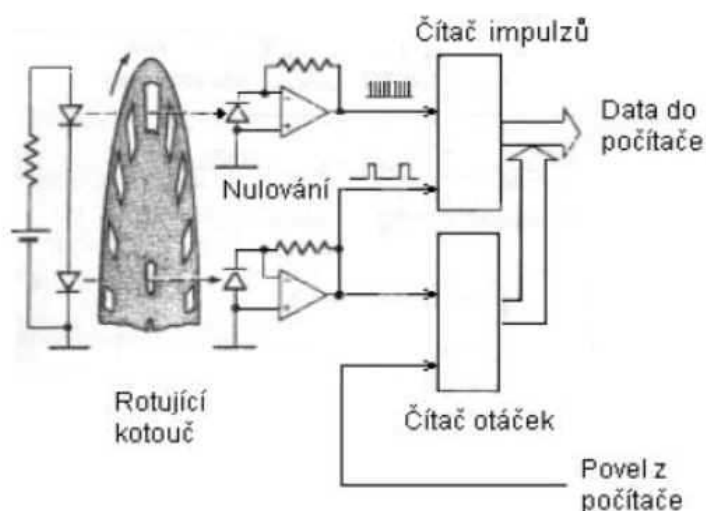 Čítač impulzů
Data do
počítače
Nulování
Rotující
kotouč
Čítač otáček
Povel z
počítače